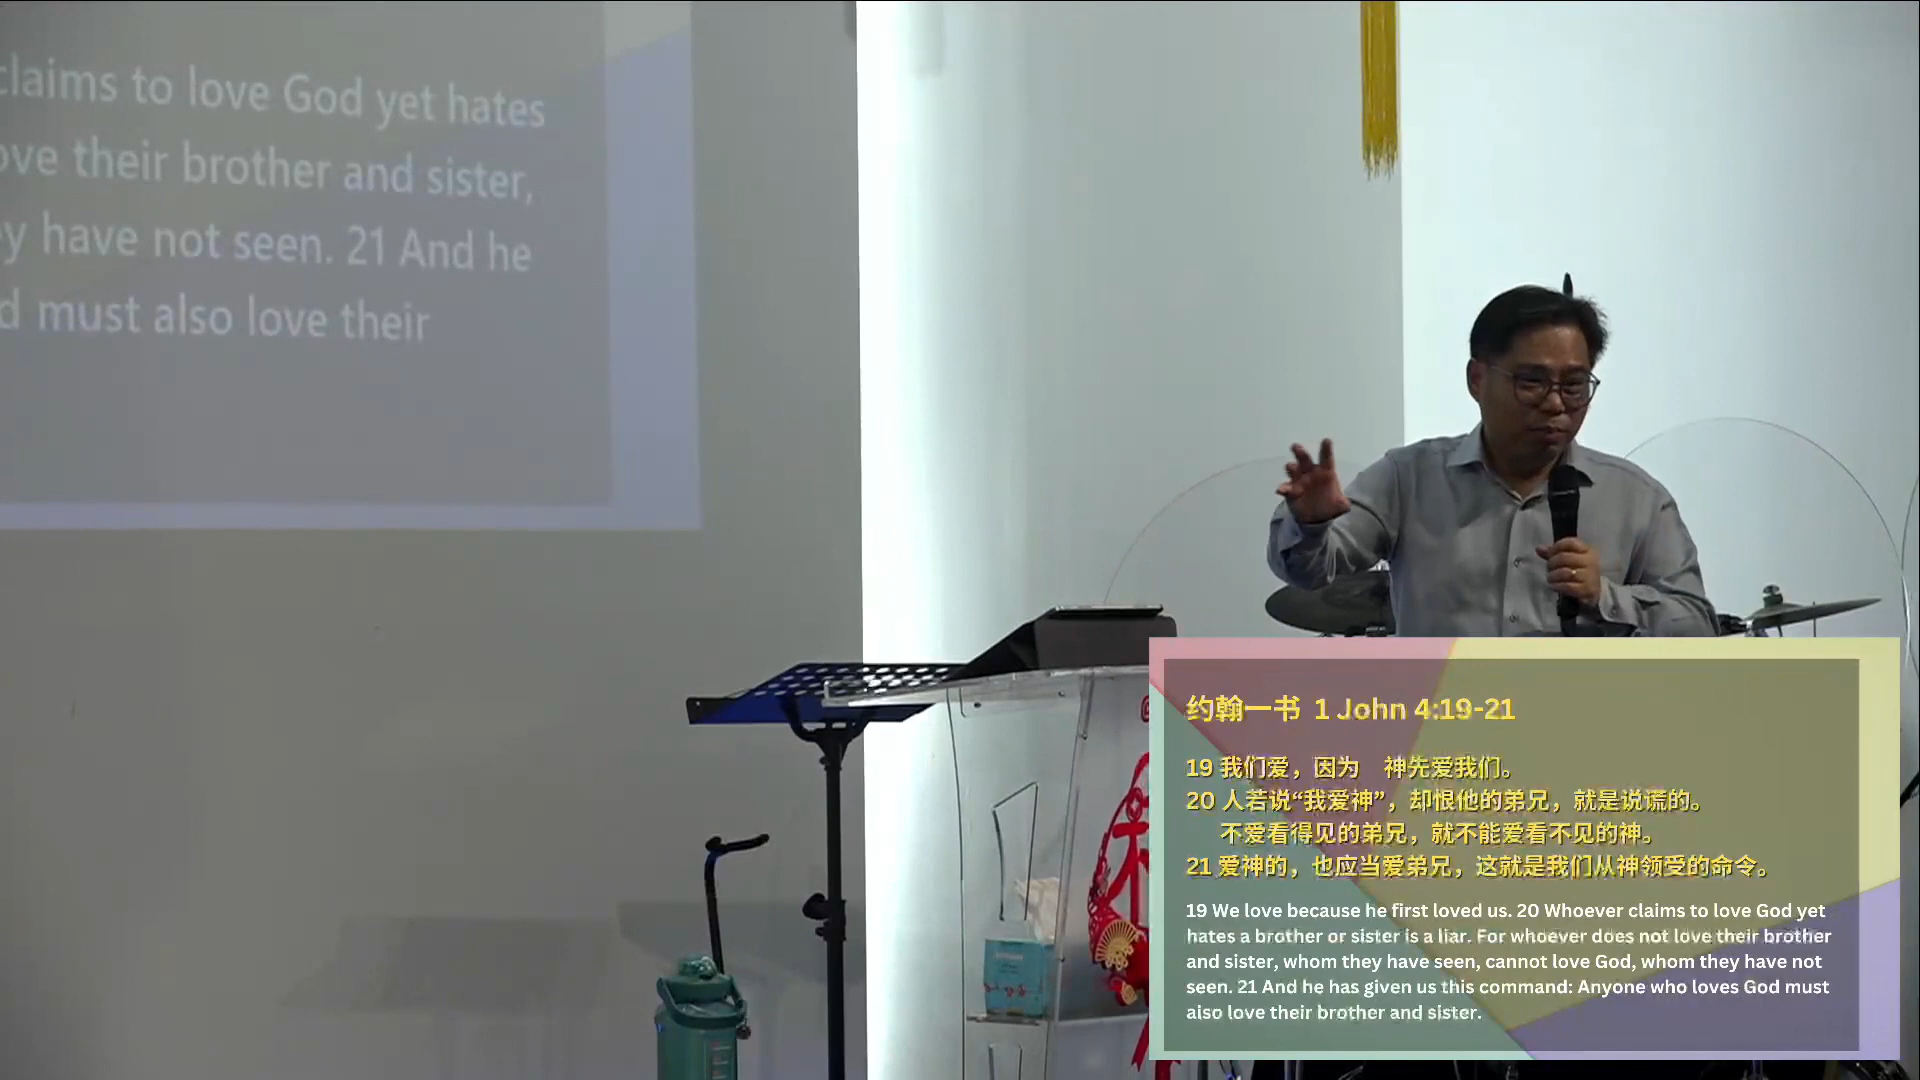 claims to love God yet hates
ove their brother and sister,
ey have not seen. 21 And he
d must also love their
约翰一书 1 John 4:19-21
19 我们爱，因为 神先爱我们。
20 人若说“我爱神”，却恨他的弟兄，就是说谎的。
不爱看得见的弟兄，就不能爱看不见的神。
21 爱神的，也应当爱弟兄，这就是我们从神领受的命令。
19 We love because he first loved us. 20 Whoever claims to love God yet
hates a brother or sister is a liar. For whoever does not love their brother
and sister, whom they have seen, cannot love God, whom they have not
seen. 21 And he has given us this command: Anyone who loves God must
also love their brother and sister.